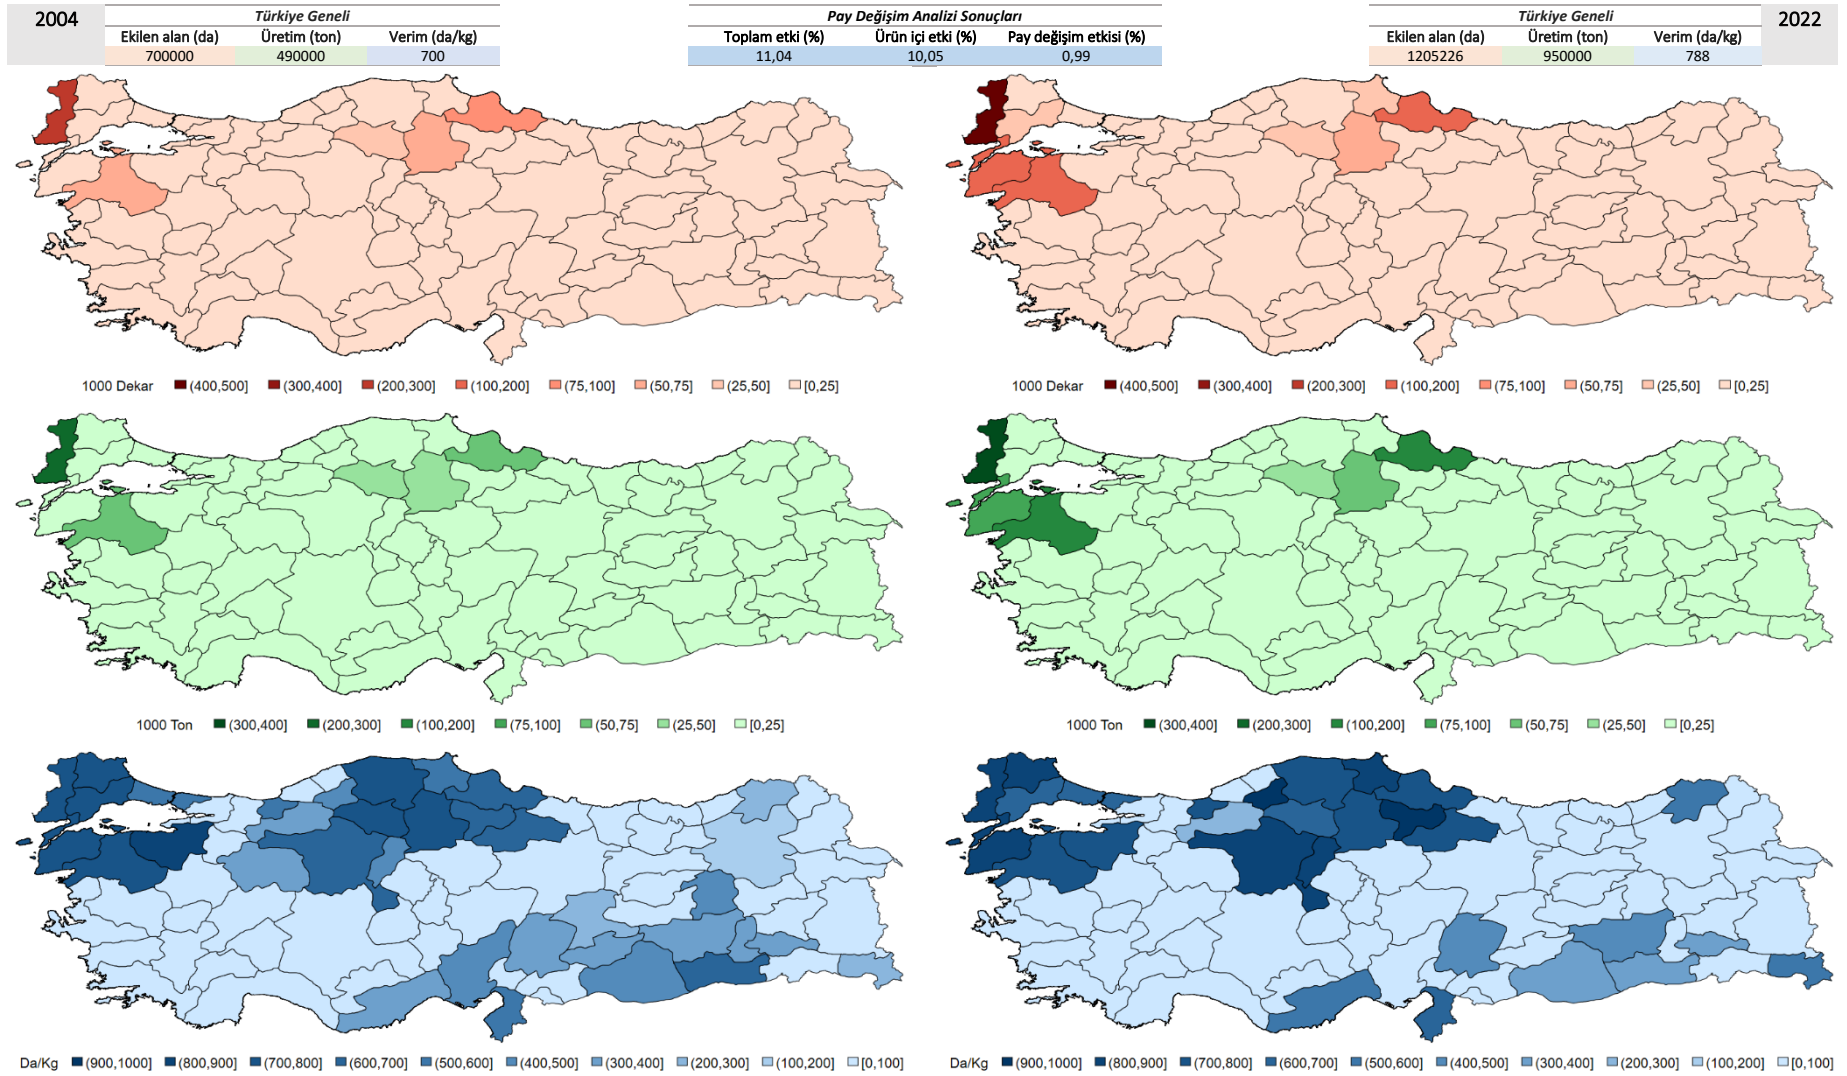 2004
Türkiye Geneli
Ekilen alan (da) Üretim (ton) Verim (da/kg)
700000 490000 700
Pay Değişim Analizi Sonuçları
Toplam etki (%) Ürün içi etki (%) Pay değişim etkisi (%)
11,04 10,05 0,99
Türkiye Geneli
Ekilen alan (da) Üretim (ton) Verim (da/kg)
1205226 950000 788
2022
1000 Dekar (400,500] (300,400] (200,300] (100,200] (75,100] (50,75] (25,50] [0,25]
1000 Dekar (400,500] (300,400] (200,300] (100,200] (75,100] (50,75] (25,50] [0,25]
1000 Ton (300,400] (200,300] (100,200] (75,100] (50,75] (25,50] [0,25]
1000 Ton (300,400] (200,300] (100,200] (75,100] (50,75] (25,50] [0,25]
Da/Kg (900,1000] (800,900] (700,800] (600,700] (500,600] (400,500] (300,400] (200,300] (100,200] [0,100]
Da/Kg (900,1000] (800,900] (700,800] (600,700] (500,600] (400,500] (300,400] (200,300] (100,200] [0,100]